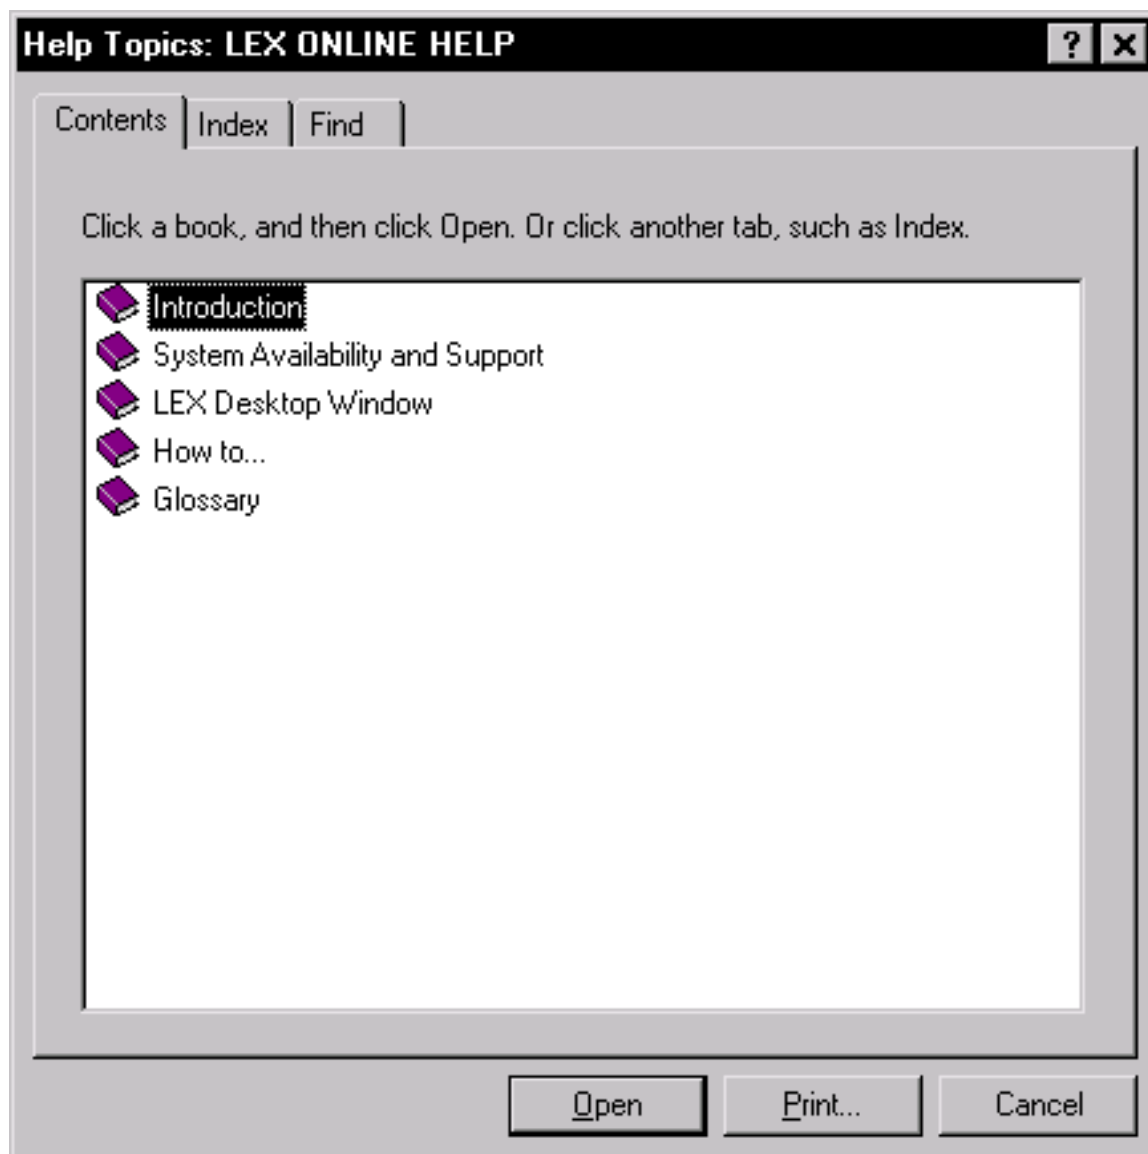 Help Topics: LEX ONLINE HELP ? X
Contents Index Find
Click a book, and then click Open. Or click another tab, such as Index.
Introduction
System Availability and Support
LEX Desktop Window
How to...
Glossary
Open Print... Cancel